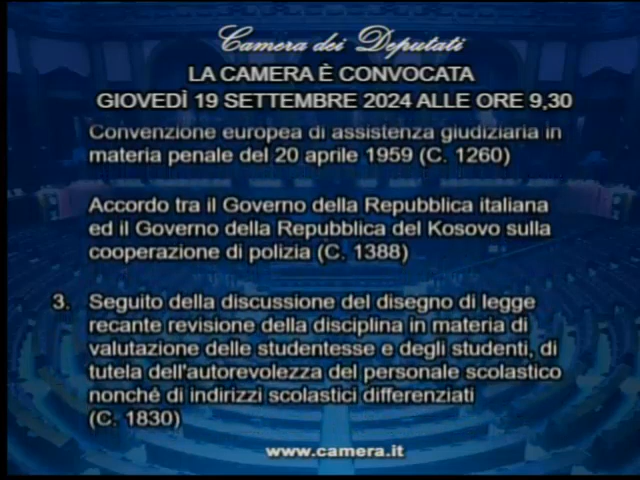 Camera dei Deputati
LA CAMERA È CONVOCATA
GIOVEDÌ 19 SETTEMBRE 2024 ALLE ORE 9,30
Convenzione europea di assistenza giudiziaria in
materia penale del 20 aprile 1959 (C. 1260)
Accordo tra il Governo della Repubblica italiana
ed il Governo della Repubblica del Kosovo sulla
cooperazione di polizia (C. 1388)
3. Seguito della discussione del disegno di legge
recante revisione della disciplina in materia di
valutazione delle studentesse e degli studenti, di
tutela dell'autorevolezza del personale scolastico
nonché di indirizzi scolastici differenziati
(C. 1830)
www.camera.it